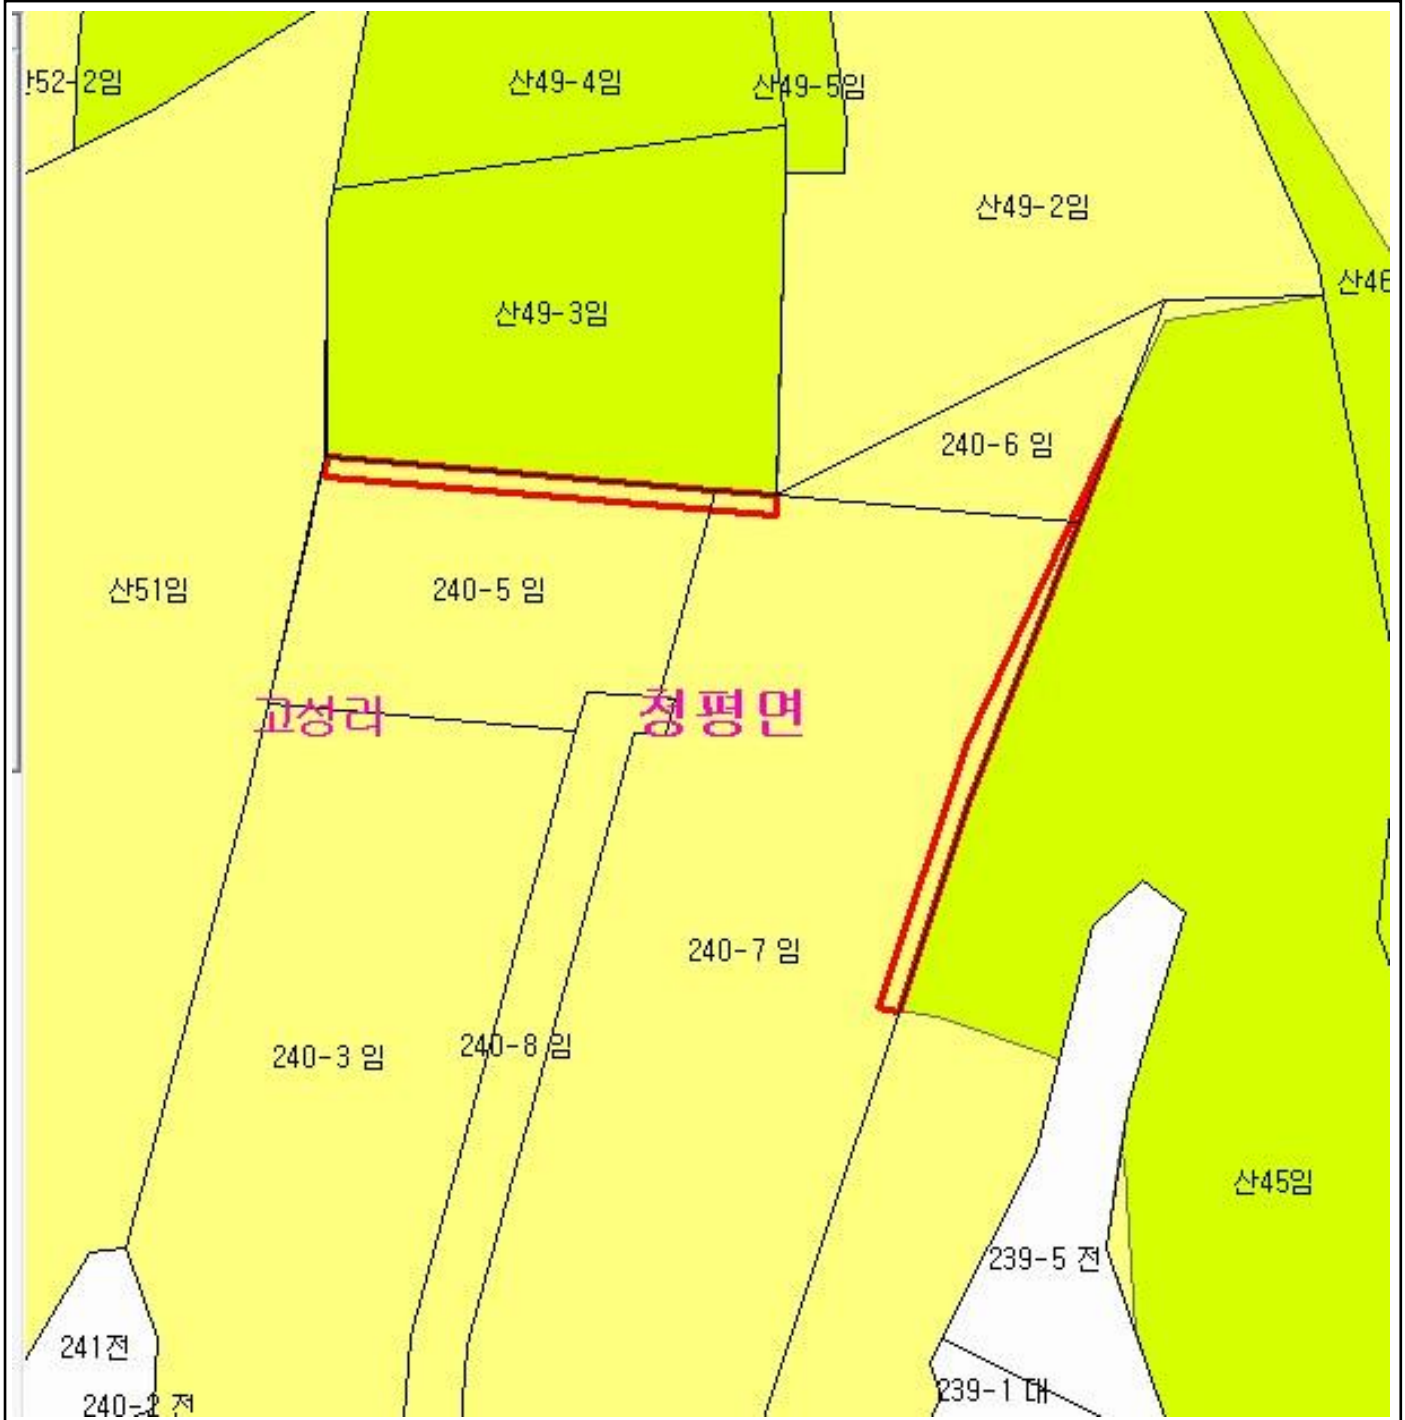 52-2임
산49-4임
산49-5임
산49-2임
산46
산49-3임
240-6 임
산51임
240-5 임
고성리
청평면
240-7 임
240-3 임
240-8 임
산45임
239-5 전
241전
239-1 대
240-2 전